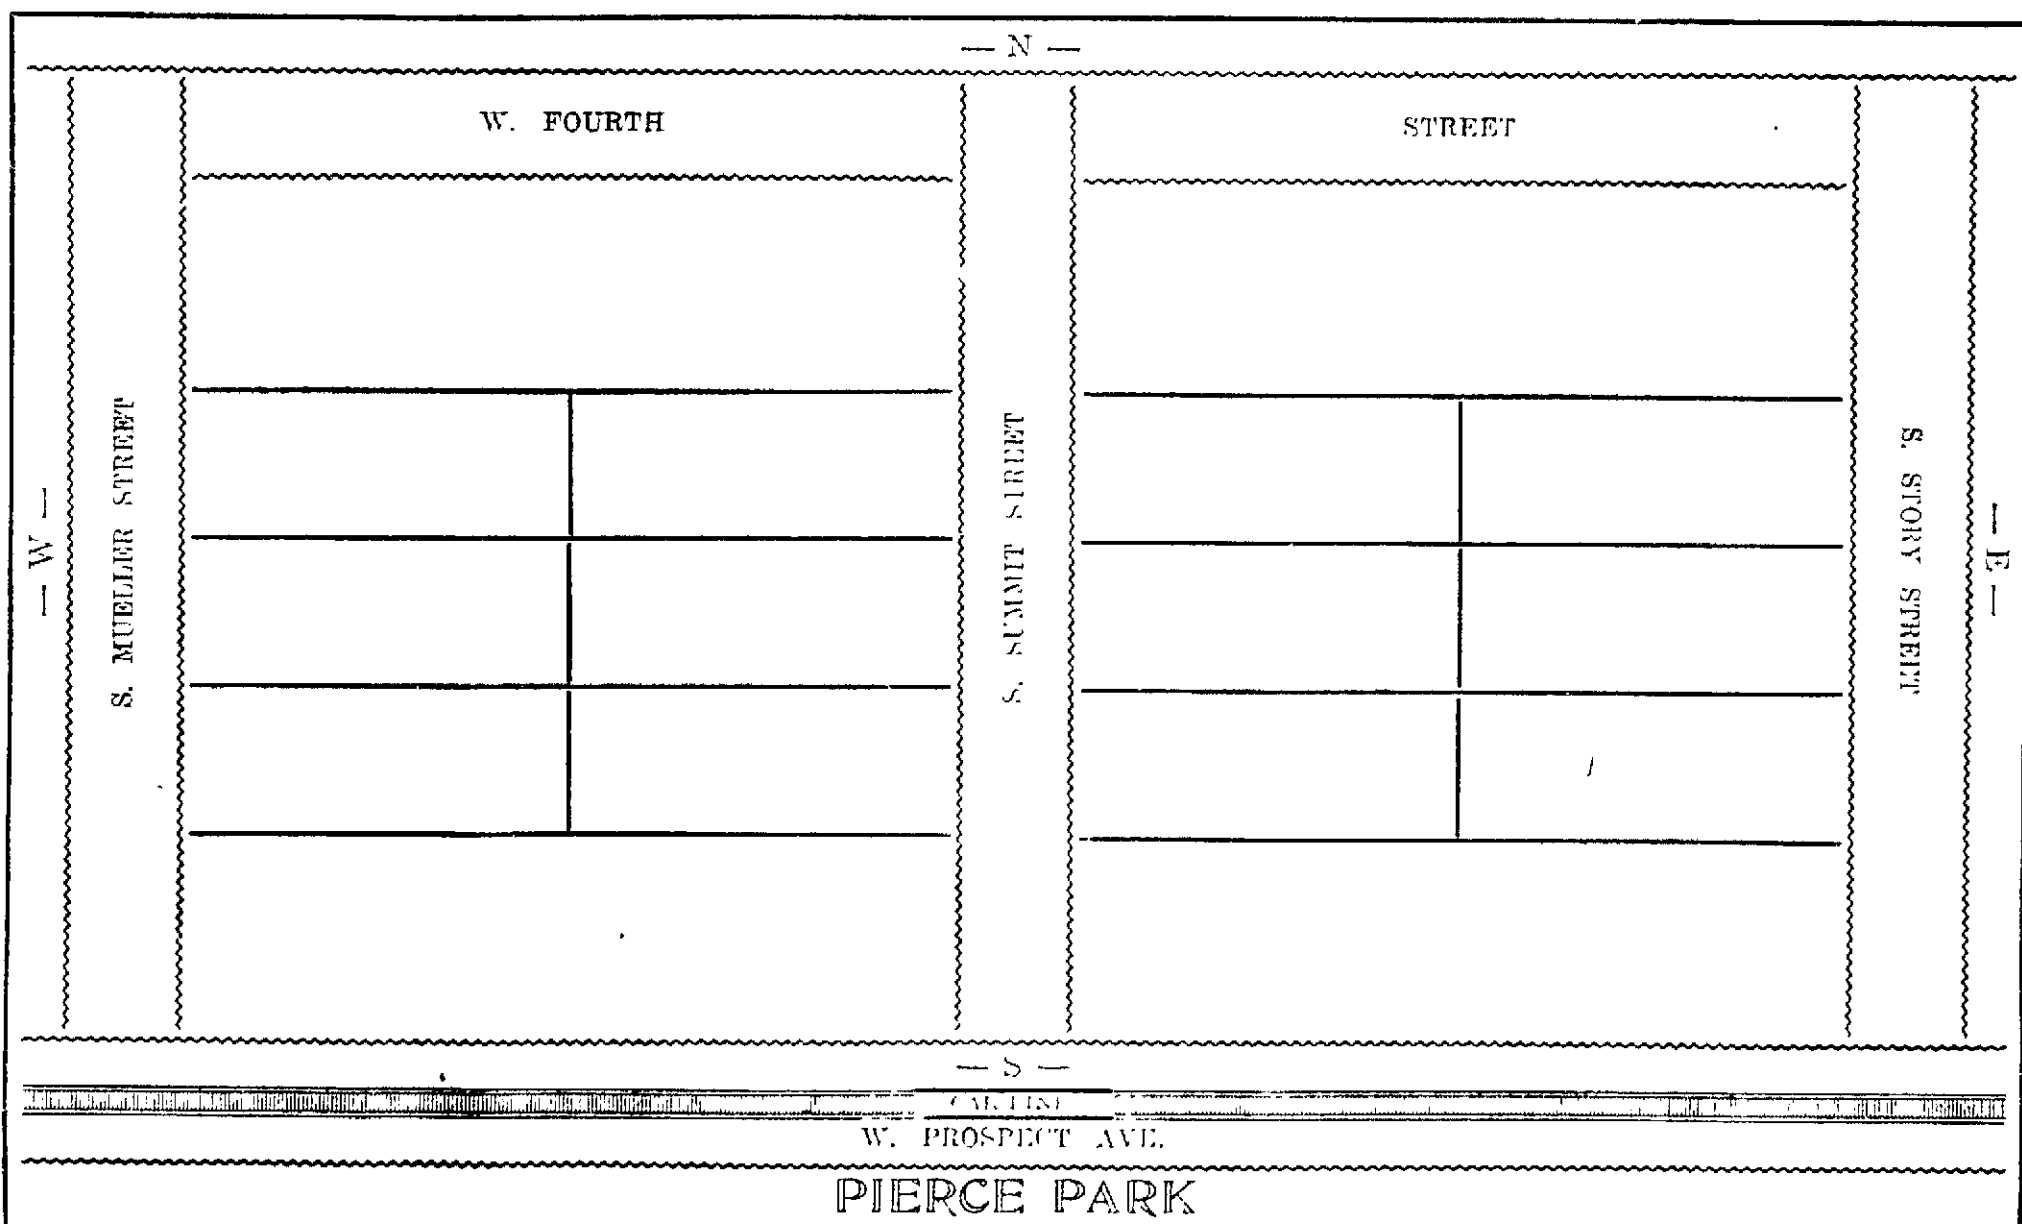 — N —
W. FOURTH STREET
— W —
S. MUELLER STREET
S. SUMMIT STREET
S. STORY STREET
— E —
— S —
CAR LINE
W. PROSPECT AVE.
PIERCE PARK